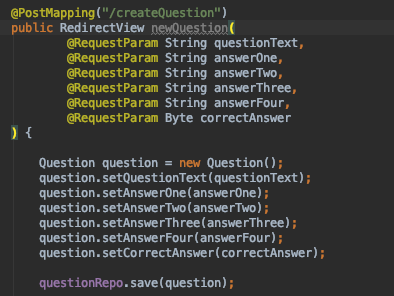 @PostMapping("/createQuestion")
public RedirectView newQuestion(
@RequestParam String questionText,
@RequestParam String answerOne,
@RequestParam String answerTwo,
@RequestParam String answerThree,
@RequestParam String answerFour,
@RequestParam Byte correctAnswer
) {
Question question = new Question();
question.setQuestionText(questionText);
question.setAnswerOne(answerOne);
question.setAnswerTwo(answerTwo);
question.setAnswerThree(answerThree);
question.setAnswerFour(answerFour);
question.setCorrectAnswer(correctAnswer);
questionRepo.save(question);